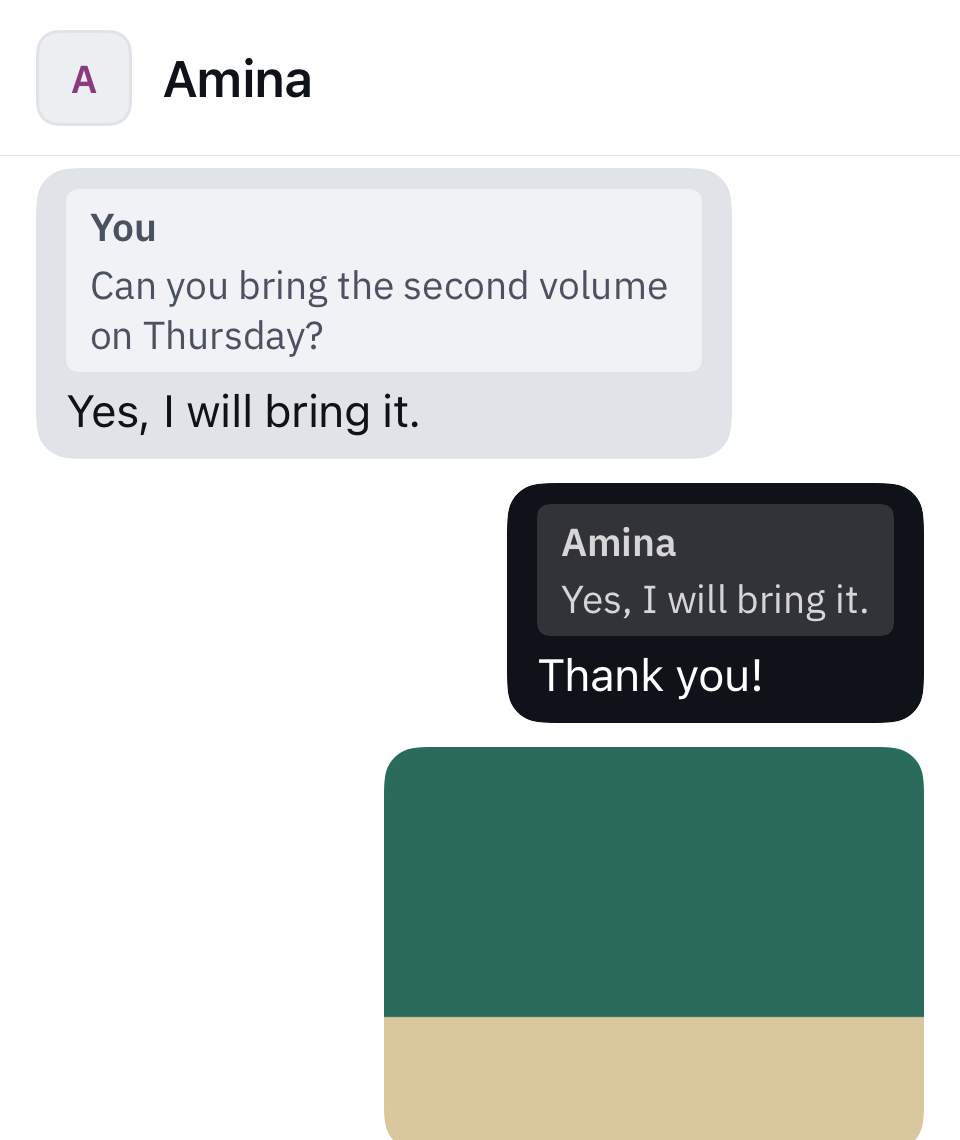 A
Amina
You
Can you bring the second volume
on Thursday?
Yes, I will bring it.
Amina
Yes, I will bring it.
Thank you!